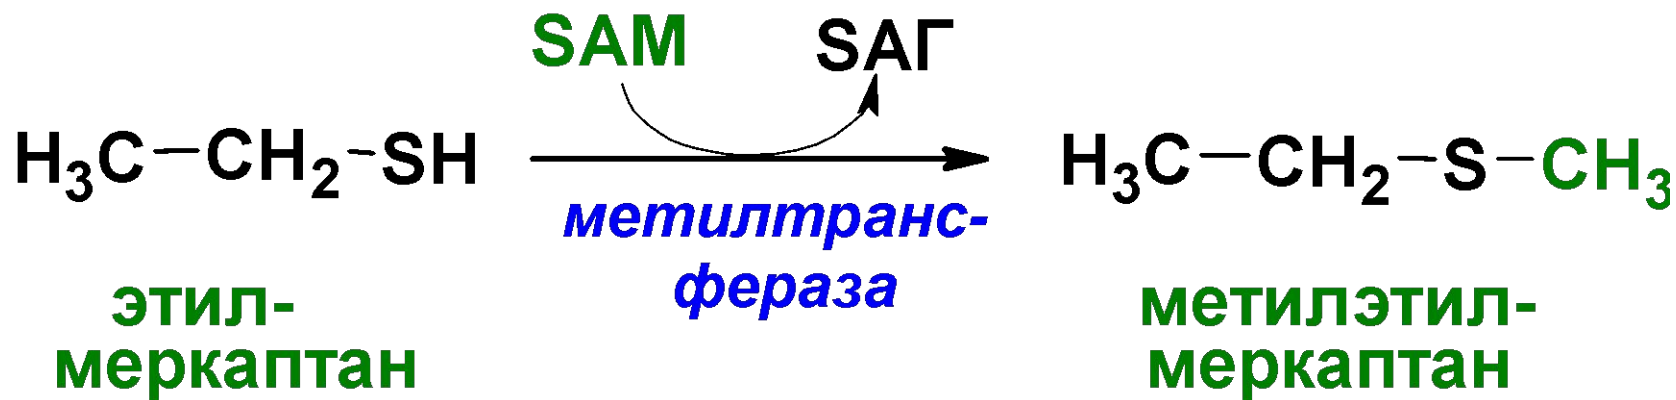 SAM SAГ
H₃C—CH₂—SH H₃C—CH₂—S—CH₃
метилтранс-
фераза
этил- метилэтил-
меркаптан меркаптан